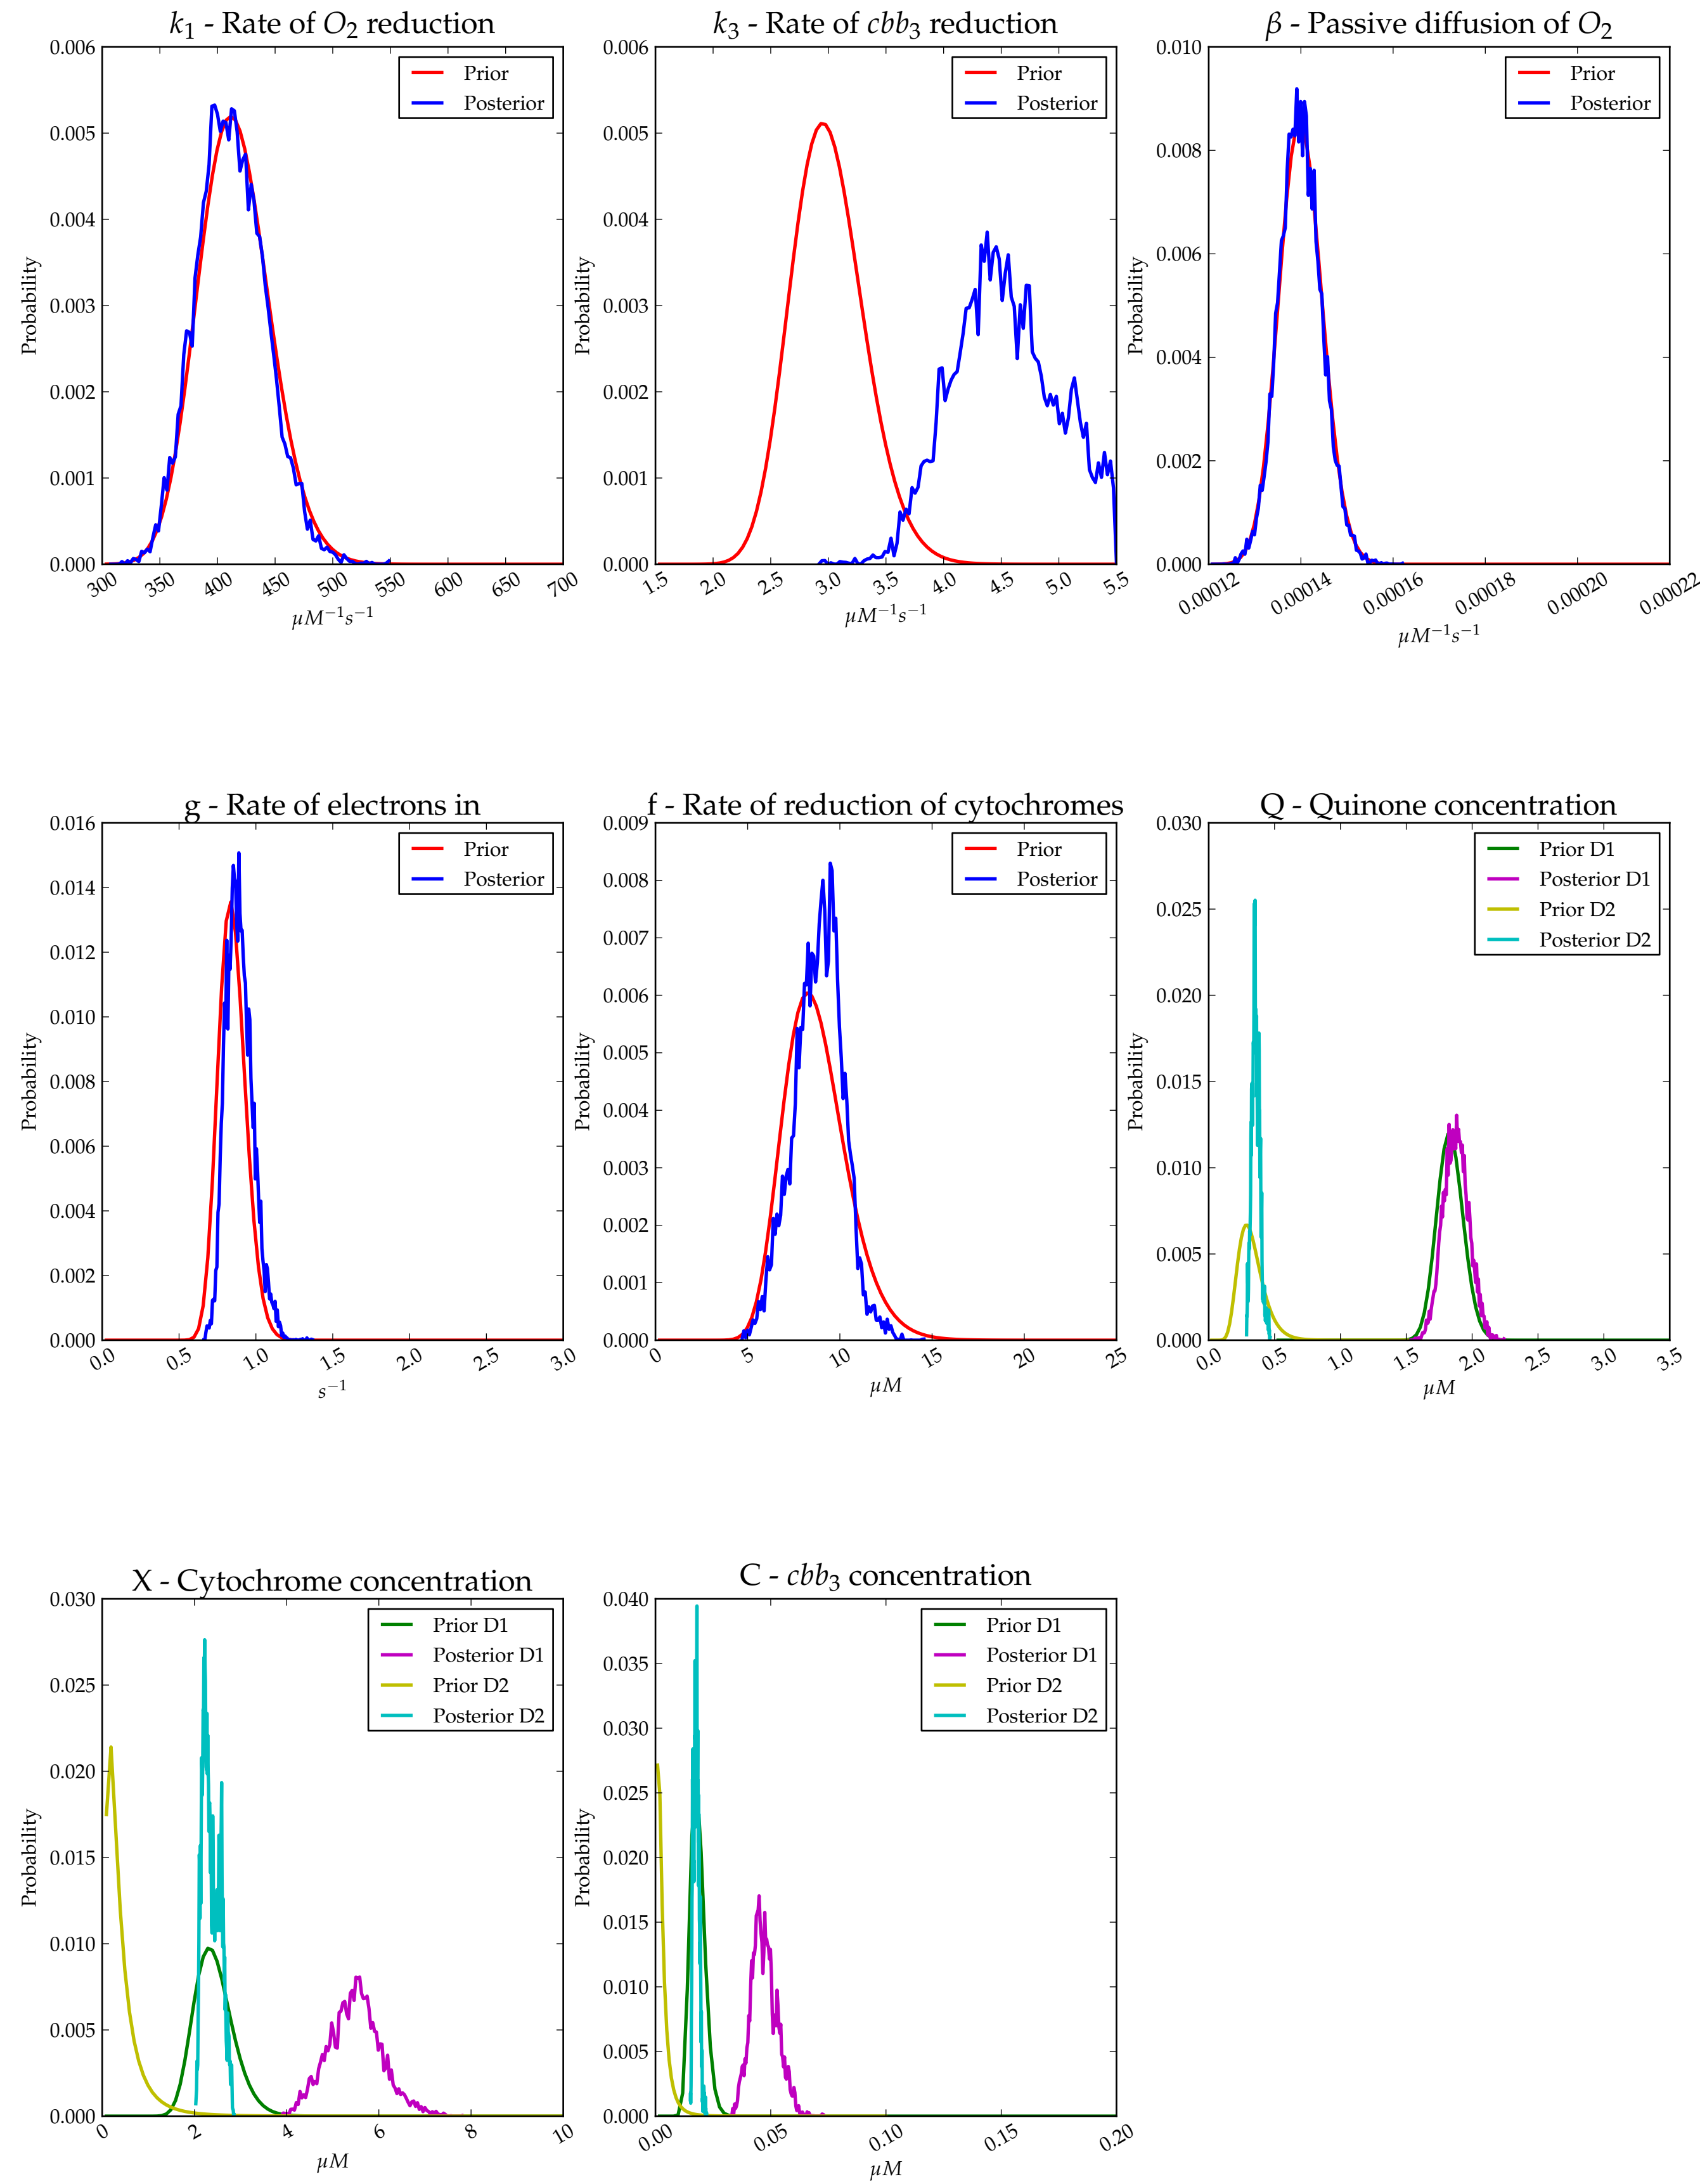 k₁ - Rate of O₂ reduction
0.006
0.005
0.004
0.003
0.002
0.001
0.000
Probability
300 350 400 450 500 550 600 650 700
μM⁻¹s⁻¹
Prior
Posterior
k₃ - Rate of cbb₃ reduction
0.006
0.005
0.004
0.003
0.002
0.001
0.000
Probability
1.5 2.0 2.5 3.0 3.5 4.0 4.5 5.0 5.5
μM⁻¹s⁻¹
Prior
Posterior
β - Passive diffusion of O₂
0.010
0.008
0.006
0.004
0.002
0.000
Probability
0.00012 0.00014 0.00016 0.00018 0.00020 0.00022
μM⁻¹s⁻¹
Prior
Posterior
g - Rate of electrons in
0.016
0.014
0.012
0.010
0.008
0.006
0.004
0.002
0.000
Probability
0.0 0.5 1.0 1.5 2.0 2.5 3.0
s⁻¹
Prior
Posterior
f - Rate of reduction of cytochromes
0.009
0.008
0.007
0.006
0.005
0.004
0.003
0.002
0.001
0.000
Probability
0 5 10 15 20 25
μM
Prior
Posterior
Q - Quinone concentration
0.030
0.025
0.020
0.015
0.010
0.005
0.000
Probability
0.0 0.5 1.0 1.5 2.0 2.5 3.0 3.5
μM
Prior D1
Posterior D1
Prior D2
Posterior D2
X - Cytochrome concentration
0.030
0.025
0.020
0.015
0.010
0.005
0.000
Probability
0 2 4 6 8 10
μM
Prior D1
Posterior D1
Prior D2
Posterior D2
C - cbb₃ concentration
0.040
0.035
0.030
0.025
0.020
0.015
0.010
0.005
0.000
Probability
0.00 0.05 0.10 0.15 0.20
μM
Prior D1
Posterior D1
Prior D2
Posterior D2